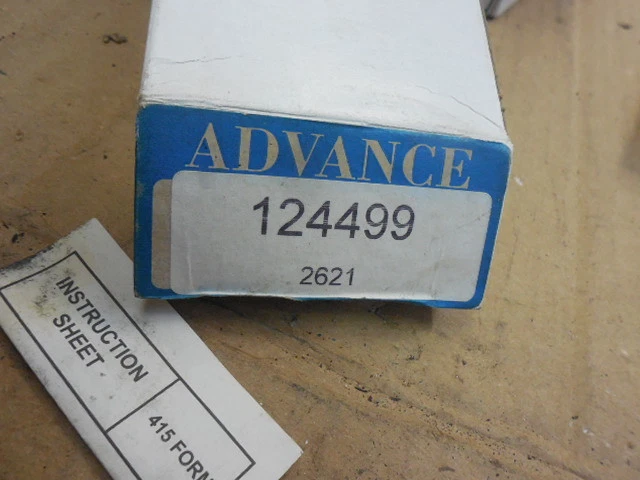 ADVANCE
124499
2621
INSTRUCTION
SHEET
415 FORM